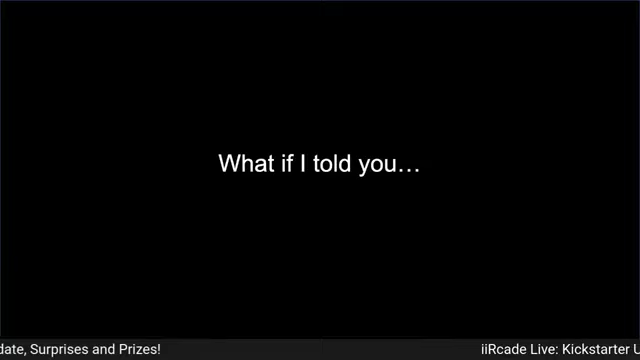 What if I told you…
date, Surprises and Prizes!
iiRcade Live: Kickstarter U